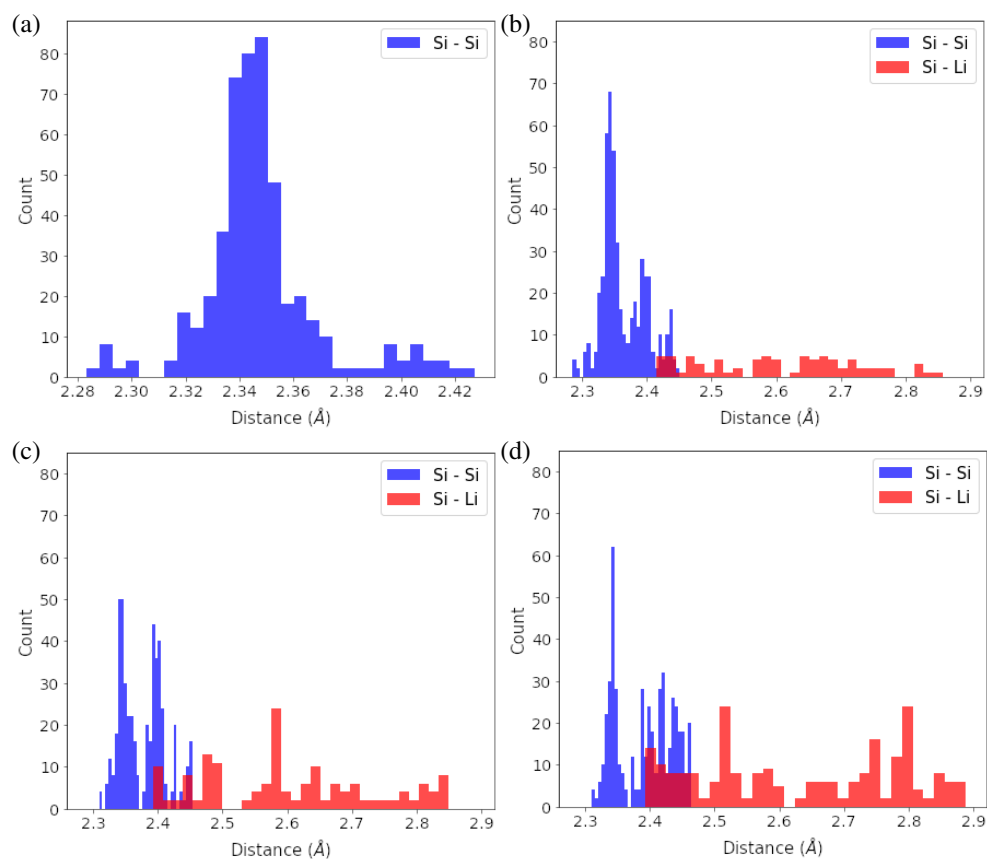 (a)
Si - Si
80
70
60
50
40
30
20
10
0
Count
2.28 2.30 2.32 2.34 2.36 2.38 2.40 2.42
Distance (Å)
(b)
Si - Si
Si - Li
80
70
60
50
40
30
20
10
0
Count
2.3 2.4 2.5 2.6 2.7 2.8 2.9
Distance (Å)
(c)
Si - Si
Si - Li
80
70
60
50
40
30
20
10
0
Count
2.3 2.4 2.5 2.6 2.7 2.8 2.9
Distance (Å)
(d)
Si - Si
Si - Li
80
70
60
50
40
30
20
10
0
Count
2.3 2.4 2.5 2.6 2.7 2.8 2.9
Distance (Å)